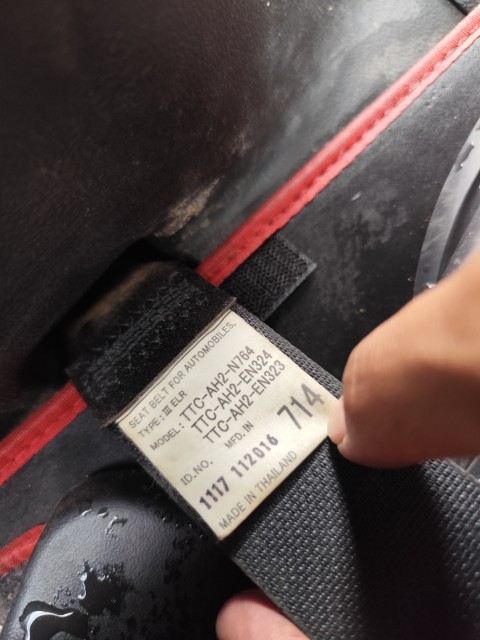 SEAT BELT FOR AUTOMOBILES.
TYPE: Ⅲ ELR
MODEL: TTC-AH2-N764
TTC-AH2-EN324
TTC-AH2-EN323
ID.NO. MFD. IN 714
1117 112016
MADE IN THAILAND